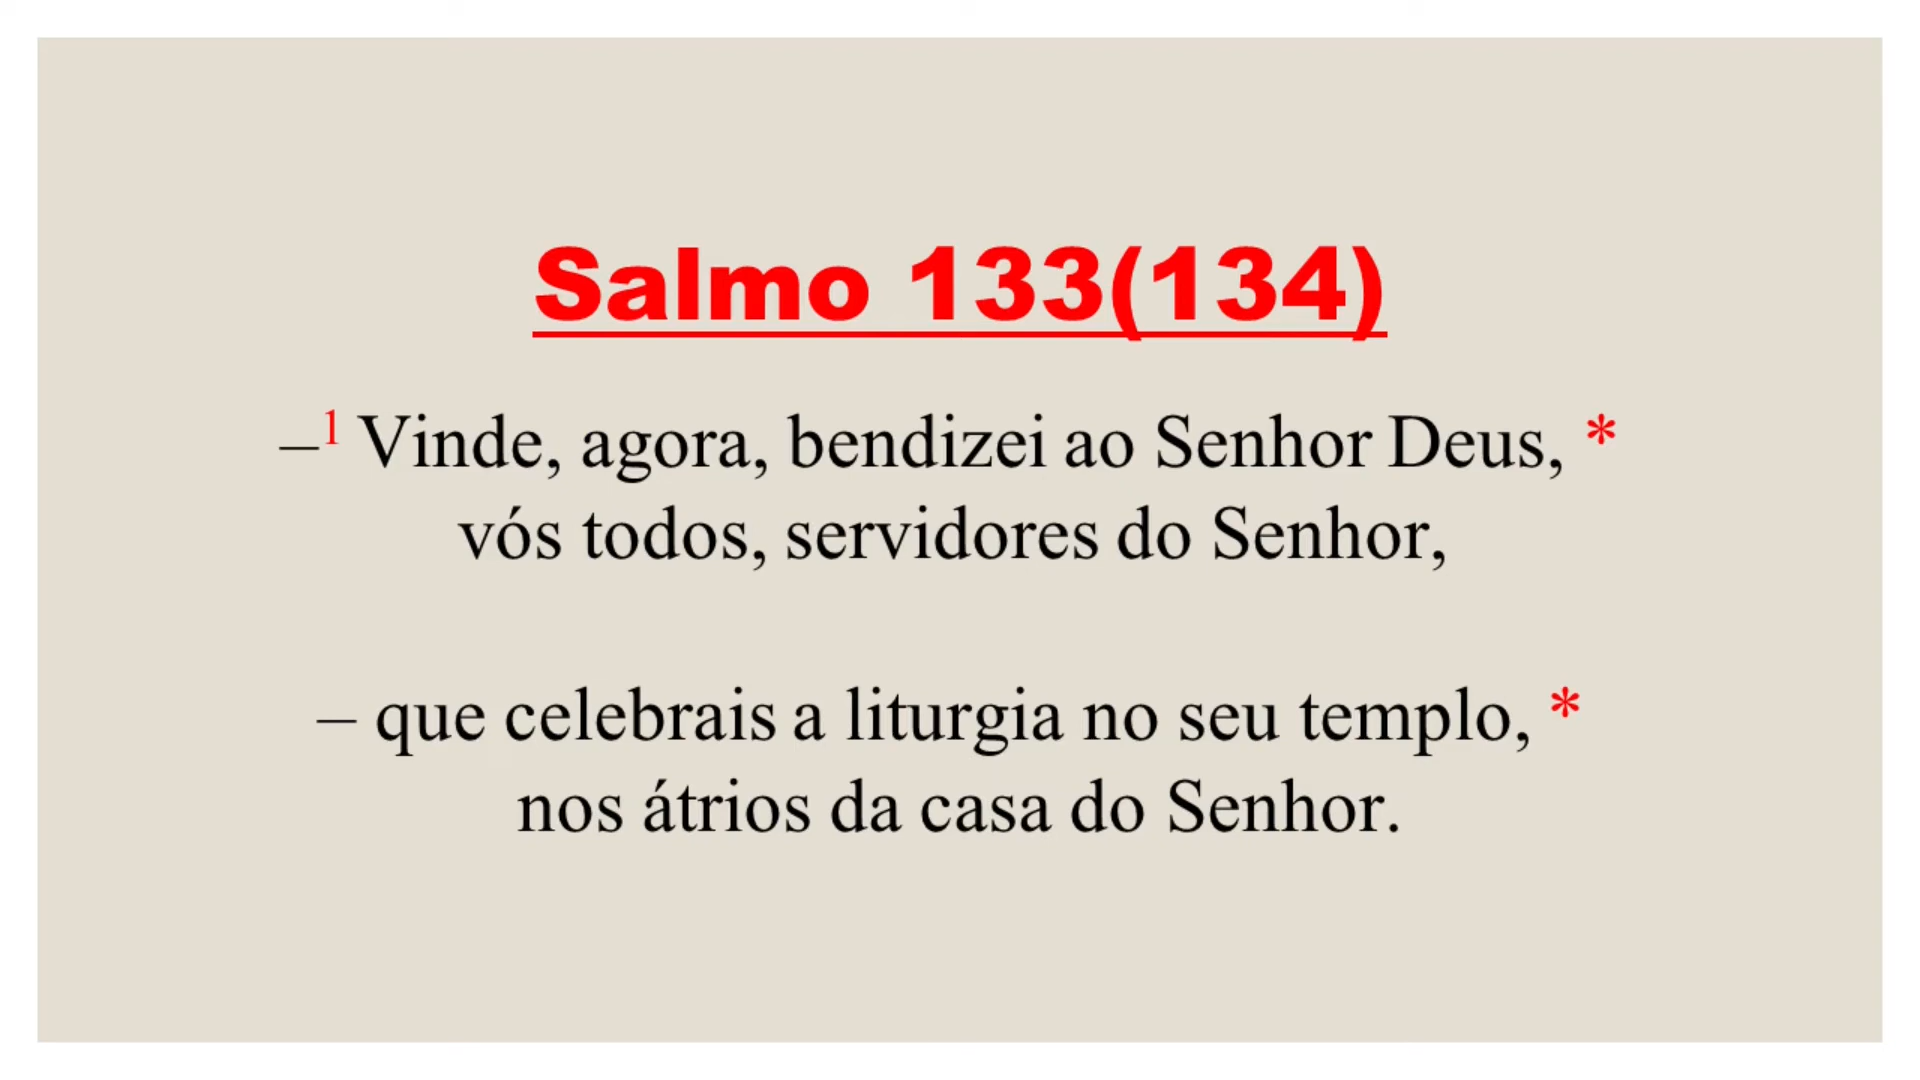 Salmo 133(134)
–¹ Vinde, agora, bendizei ao Senhor Deus, *
vós todos, servidores do Senhor,
– que celebrais a liturgia no seu templo, *
nos átrios da casa do Senhor.